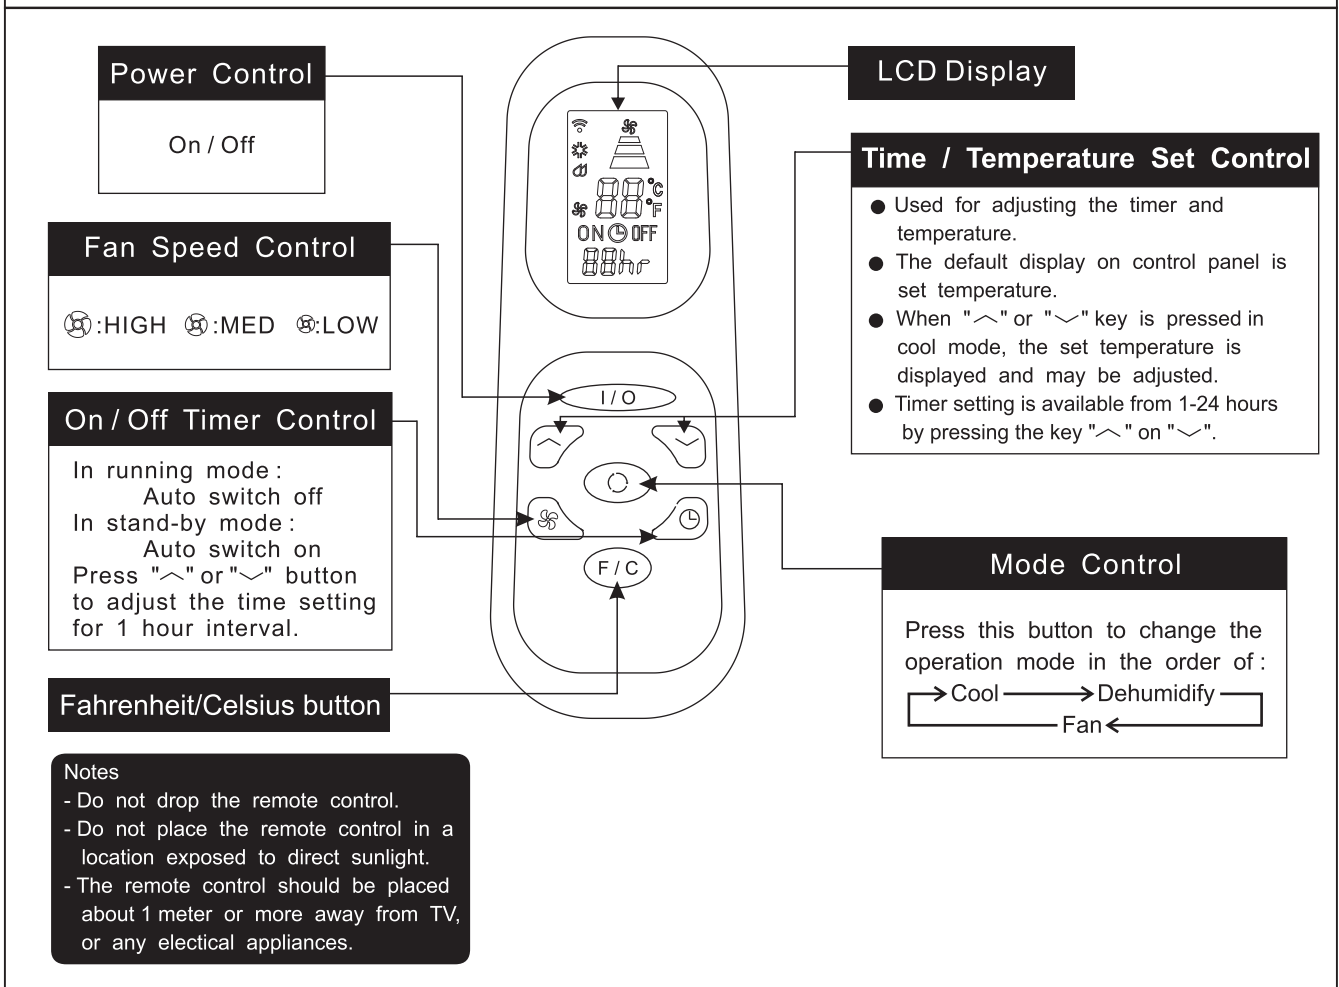 Power Control
On / Off
Fan Speed Control
:HIGH :MED :LOW
On / Off Timer Control
In running mode :
Auto switch off
In stand-by mode :
Auto switch on
Press "︿" or "﹀" button
to adjust the time setting
for 1 hour interval.
Fahrenheit/Celsius button
Notes
- Do not drop the remote control.
- Do not place the remote control in a
location exposed to direct sunlight.
- The remote control should be placed
about 1 meter or more away from TV,
or any electical appliances.
88°C
°F
ON OFF
88hr
I / O
F / C
LCD Display
Time / Temperature Set Control
● Used for adjusting the timer and
temperature.
● The default display on control panel is
set temperature.
● When "︿" or "﹀" key is pressed in
cool mode, the set temperature is
displayed and may be adjusted.
● Timer setting is available from 1-24 hours
by pressing the key "︿" on "﹀".
Mode Control
Press this button to change the
operation mode in the order of :
Cool Dehumidify
Fan